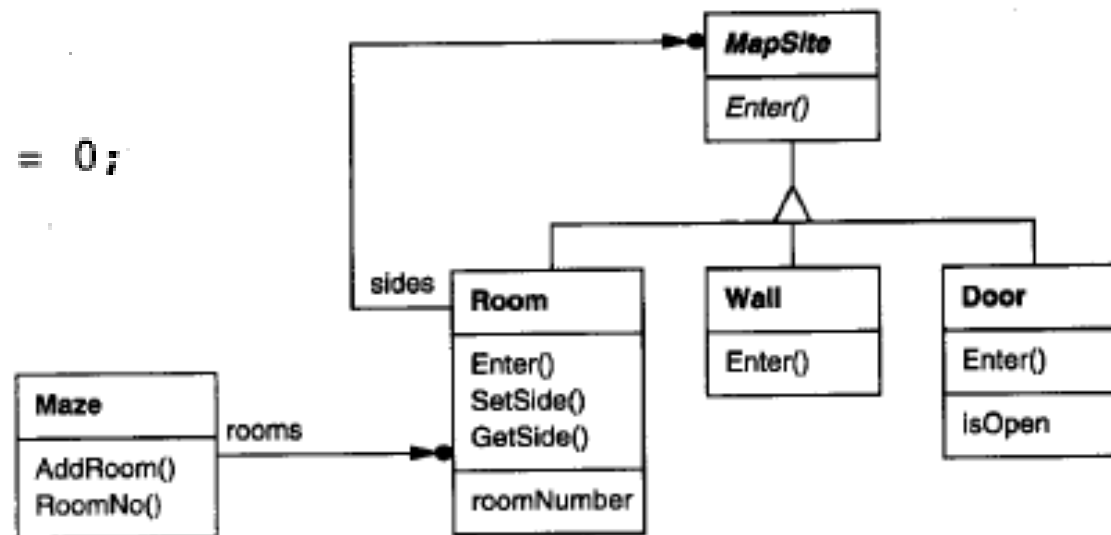 MapSite
Enter()
= 0;
sides
Room
Enter()
SetSide()
GetSide()
roomNumber
Wall
Enter()
Door
Enter()
isOpen
Maze
AddRoom()
RoomNo()
rooms